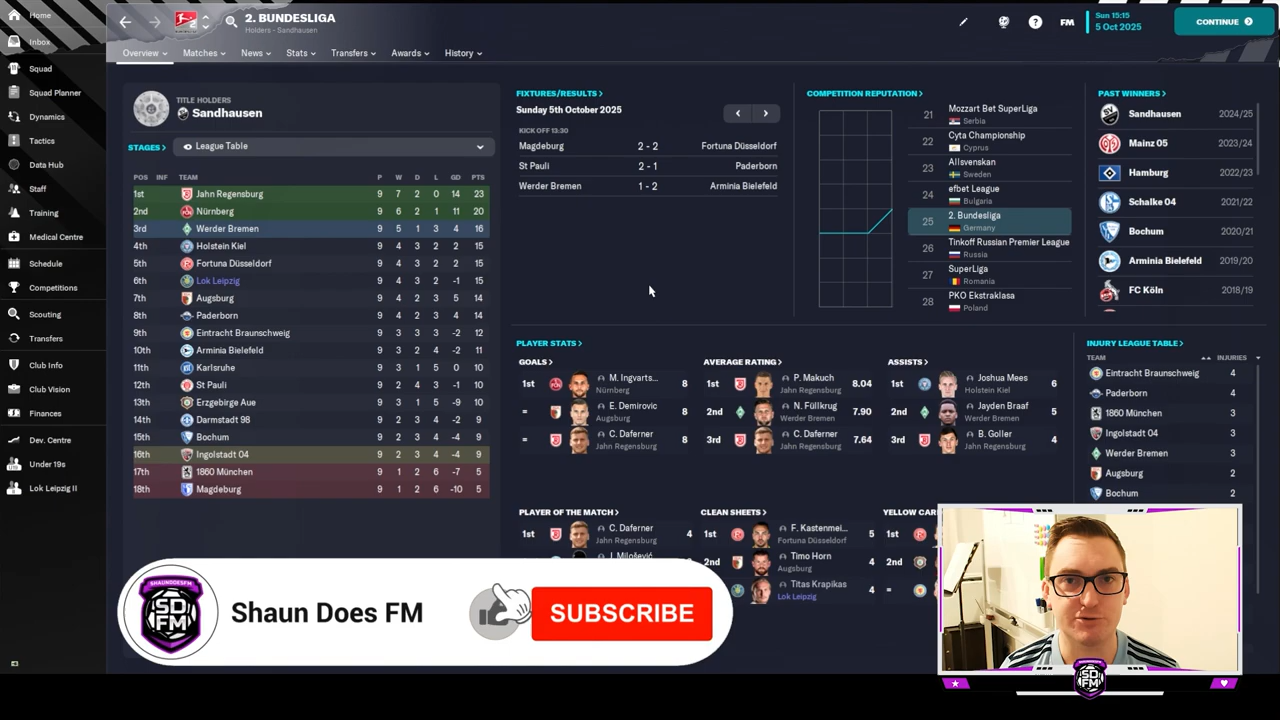 Home
Inbox
Squad
Squad Planner
Dynamics
Tactics
Data Hub
Staff
Training
Medical Centre
Schedule
Competitions
Scouting
Transfers
Club Info
Club Vision
Finances
Dev. Centre
Under 19s
Lok Leipzig II
2. BUNDESLIGA
Holders - Sandhausen
FM
Sun 15:15
5 Oct 2025
CONTINUE
Overview Matches News Stats Transfers Awards History
TITLE HOLDERS
Sandhausen
STAGES > League Table
POS INF TEAM P W D L GD PTS
1st Jahn Regensburg 9 7 2 0 14 23
2nd Nürnberg 9 6 2 1 11 20
3rd Werder Bremen 9 5 1 3 4 16
4th Holstein Kiel 9 4 3 2 2 15
5th Fortuna Düsseldorf 9 4 3 2 2 15
6th Lok Leipzig 9 4 3 2 -1 15
7th Augsburg 9 4 2 3 5 14
8th Paderborn 9 4 2 3 4 14
9th Eintracht Braunschweig 9 3 3 3 -2 12
10th Arminia Bielefeld 9 3 2 4 -2 11
11th Karlsruhe 9 3 1 5 0 10
12th St Pauli 9 2 4 3 -1 10
13th Erzgebirge Aue 9 3 1 5 -9 10
14th Darmstadt 98 9 2 3 4 -2 9
15th Bochum 9 2 3 4 -4 9
16th Ingolstadt 04 9 2 3 4 -4 9
17th 1860 München 9 1 2 6 -7 5
18th Magdeburg 9 1 2 6 -10 5
FIXTURES/RESULTS >
Sunday 5th October 2025
KICK OFF 13:30
Magdeburg 2 - 2 Fortuna Düsseldorf
St Pauli 2 - 1 Paderborn
Werder Bremen 1 - 2 Arminia Bielefeld
COMPETITION REPUTATION >
21 Mozzart Bet SuperLiga
Serbia
22 Cyta Championship
Cyprus
23 Allsvenskan
Sweden
24 efbet League
Bulgaria
25 2. Bundesliga
Germany
26 Tinkoff Russian Premier League
Russia
27 SuperLiga
Romania
28 PKO Ekstraklasa
Poland
PAST WINNERS >
Sandhausen 2024/25
Mainz 05 2023/24
Hamburg 2022/23
Schalke 04 2021/22
Bochum 2020/21
Arminia Bielefeld 2019/20
FC Köln 2018/19
PLAYER STATS >
GOALS >
1st M. Ingvarts... 8
Nürnberg
= E. Demirovic 8
Augsburg
= C. Daferner 8
Jahn Regensburg
AVERAGE RATING >
1st P. Makuch 8.04
Jahn Regensburg
2nd N. Füllkrug 7.90
Werder Bremen
3rd C. Daferner 7.64
Jahn Regensburg
ASSISTS >
1st Joshua Mees 6
Holstein Kiel
2nd Jayden Braaf 5
Werder Bremen
3rd B. Goller 4
Jahn Regensburg
INJURY LEAGUE TABLE >
TEAM INJURIES
Eintracht Braunschweig 4
Paderborn 4
1860 München 3
Ingolstadt 04 3
Werder Bremen 3
Augsburg 2
Bochum 2
PLAYER OF THE MATCH >
1st C. Daferner 4
Jahn Regensburg
CLEAN SHEETS >
1st F. Kastenmei... 5
Fortuna Düsseldorf
2nd Timo Horn 4
Augsburg
Titas Krapikas 4
Lok Leipzig
YELLOW CAR
1st
2nd
=
SHAUNDOESFM
SDFM
Shaun Does FM
SUBSCRIBE
SD
FM